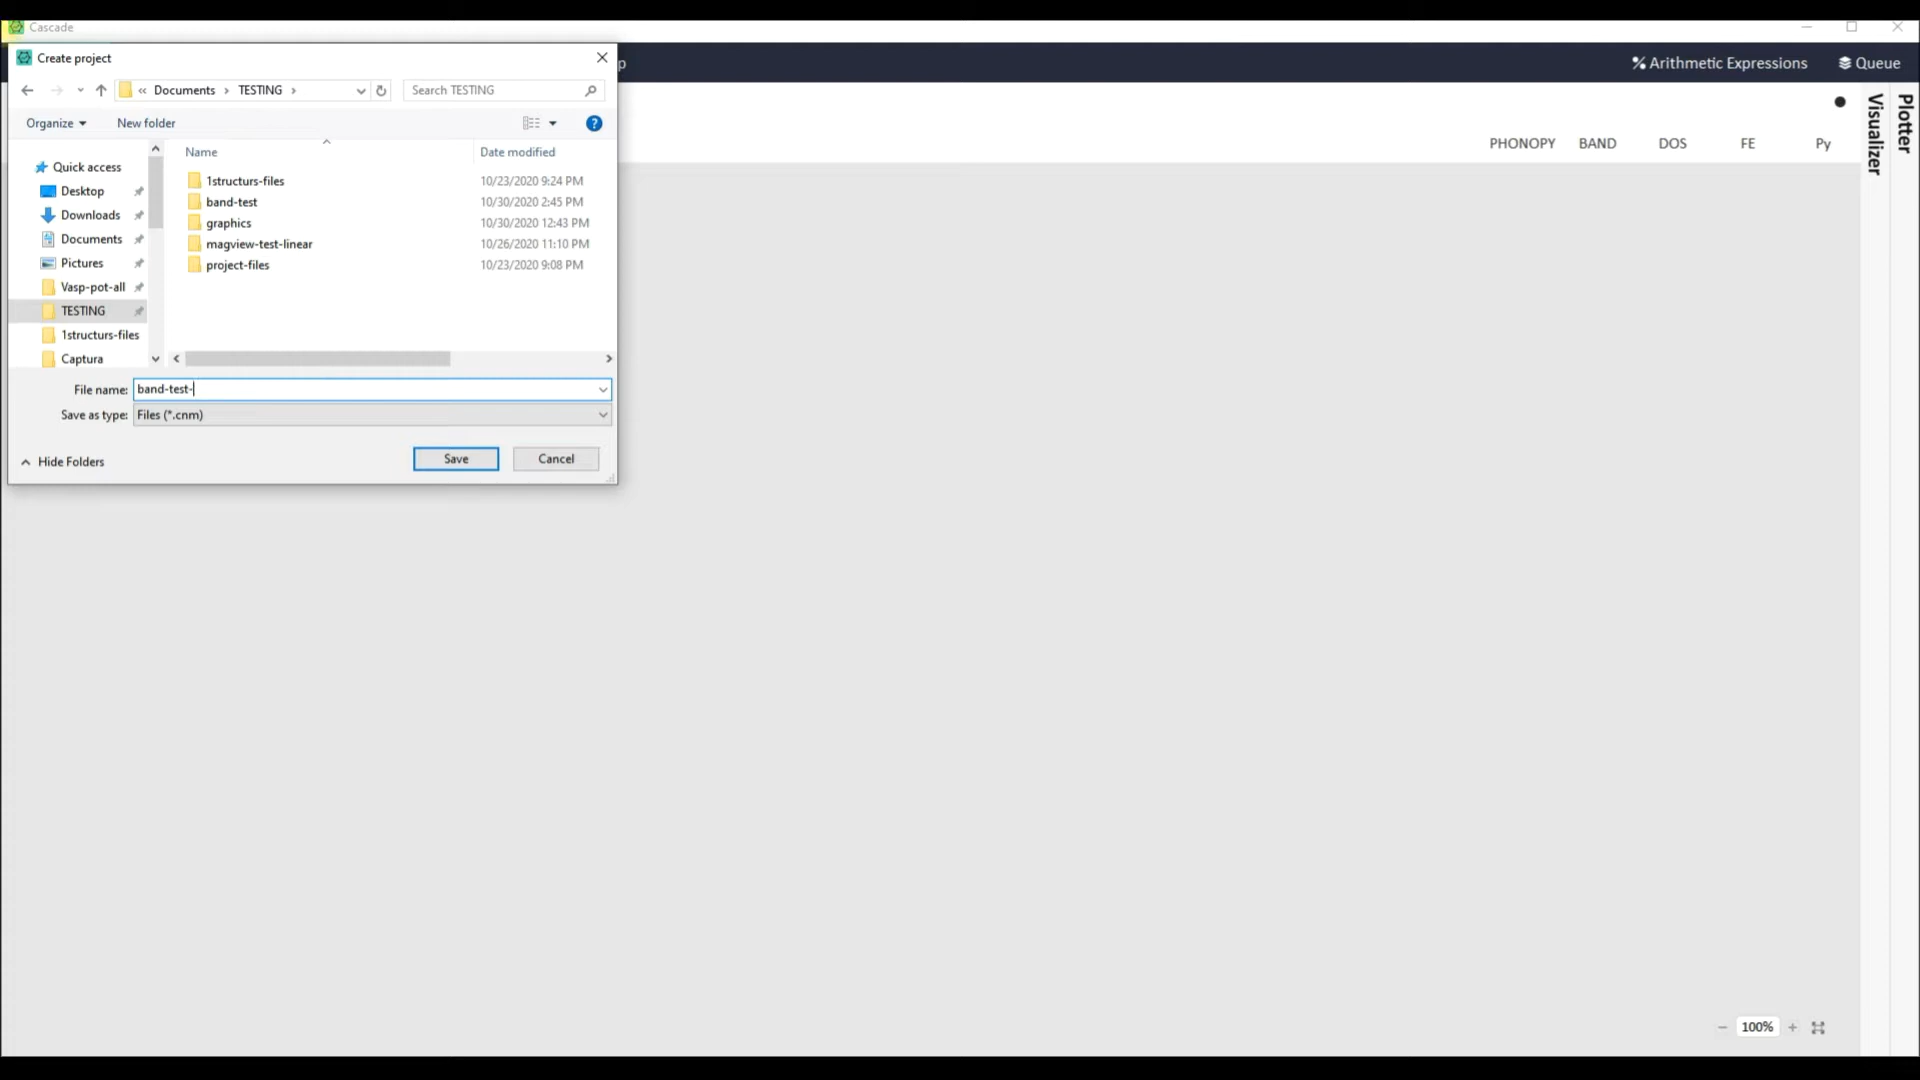 Cascade
Create project
p
Arithmetic Expressions
Queue
« Documents › TESTING ›
Search TESTING
Organize
New folder
?
Plotter
Visualizer
PHONOPY BAND DOS FE Py
Name Date modified
Quick access
Desktop
Downloads
Documents
Pictures
Vasp-pot-all
TESTING
1structurs-files
Captura
1structurs-files 10/23/2020 9:24 PM
band-test 10/30/2020 2:45 PM
graphics 10/30/2020 12:43 PM
magview-test-linear 10/26/2020 11:10 PM
project-files 10/23/2020 9:08 PM
File name: band-test-
Save as type: Files (*.cnm)
Hide Folders
Save
Cancel
− 100% +